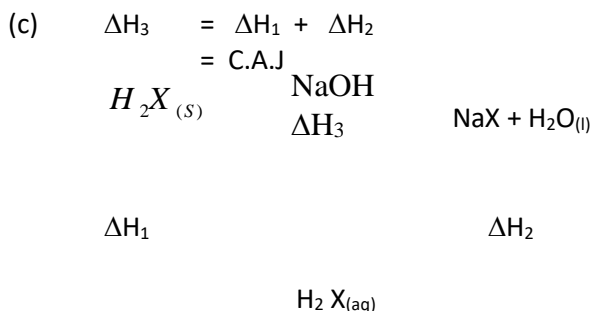 (c) ΔH₃ = ΔH₁ + ΔH₂
= C.A.J
H₂X₍S₎ NaOH
ΔH₃ NaX + H₂O₍l₎
ΔH₁ ΔH₂
H₂ X₍aq₎